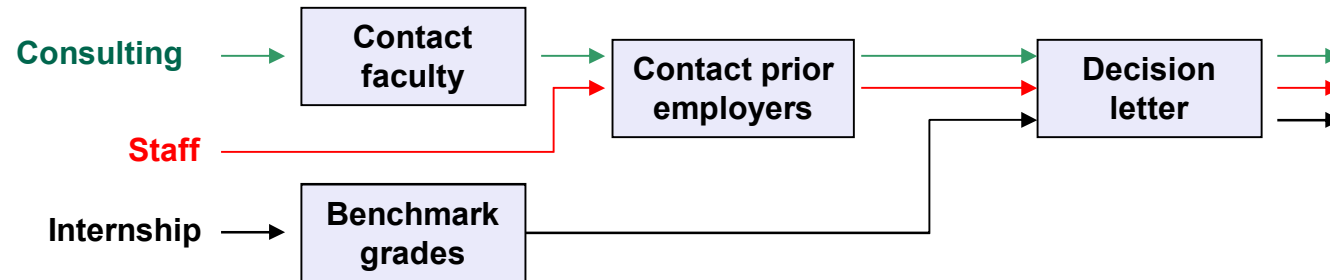 Consulting
Contact
faculty
Contact prior
employers
Decision
letter
Staff
Internship
Benchmark
grades